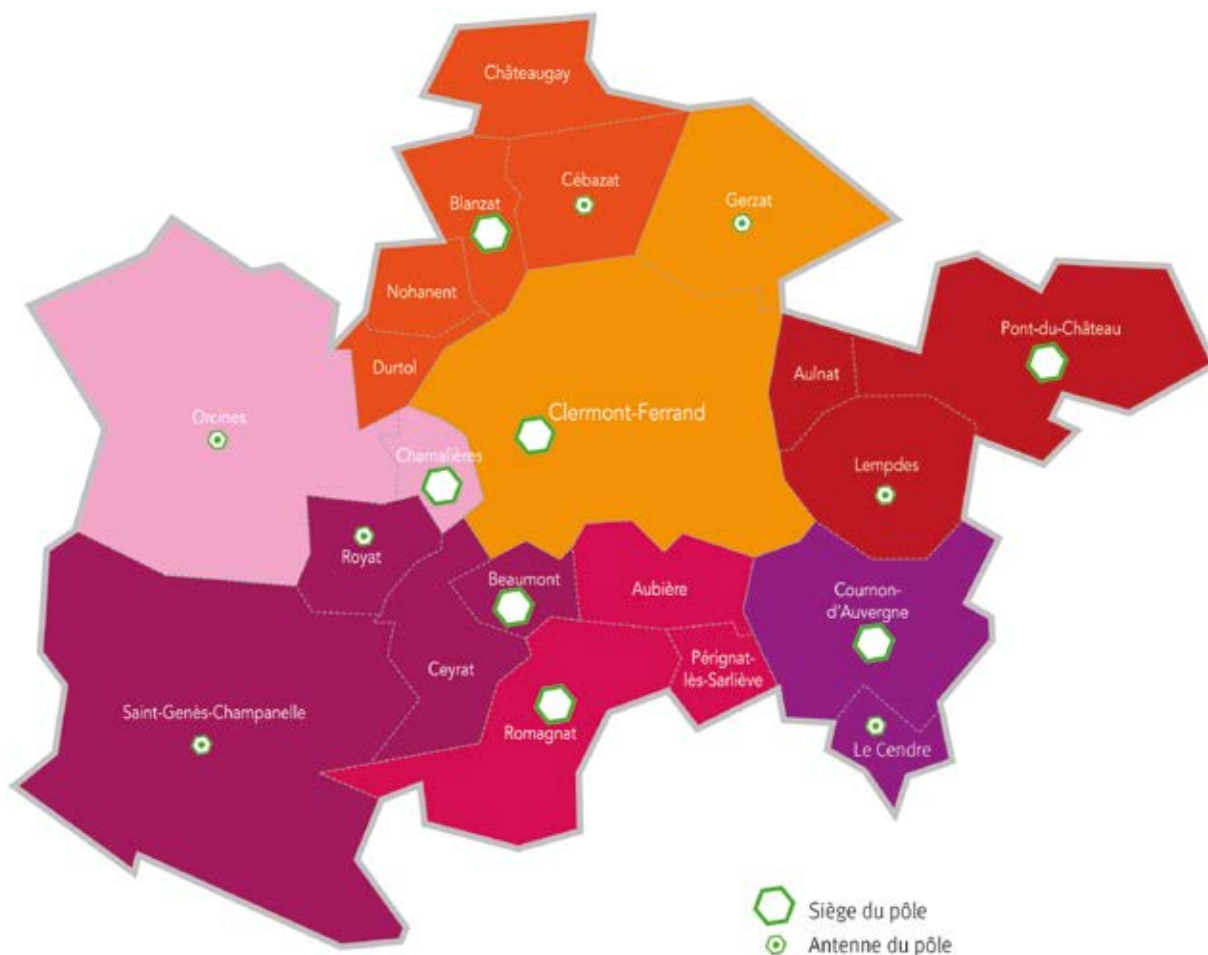 Châteaugay
Cébazat
Blanzat
Gerzat
Nohanent
Durtol
Pont-du-Château
Aulnat
Orcines
Clermont-Ferrand
Chamalières
Lempdes
Royat
Beaumont
Aubière
Cournon-
d'Auvergne
Ceyrat
Pérignat-
lès-Sarliève
Saint-Genès-Champanelle
Romagnat
Le Cendre
Siège du pôle
Antenne du pôle